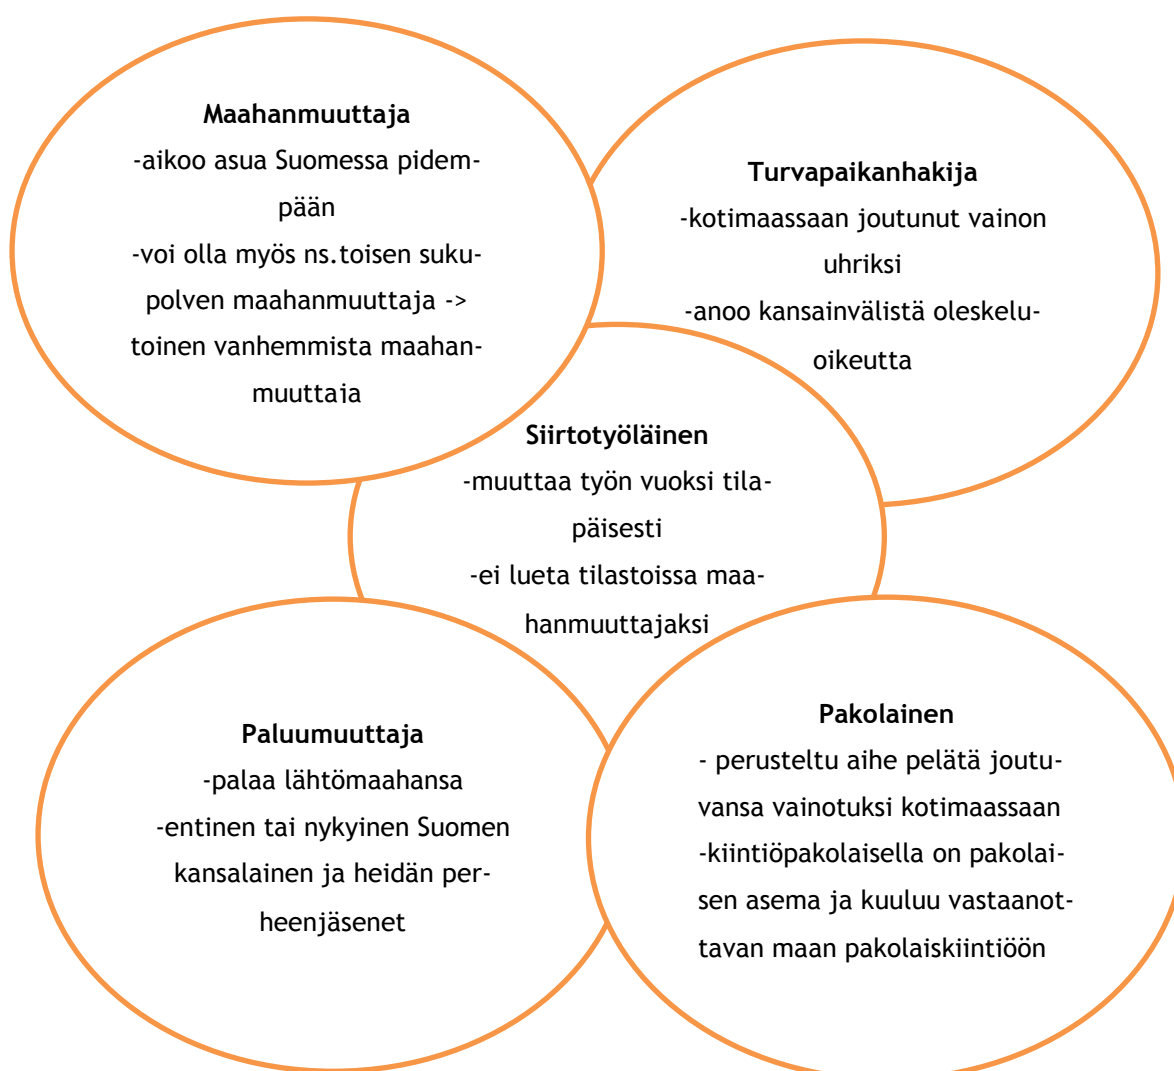 Maahanmuuttaja
-aikoo asua Suomessa pidem-
pään
-voi olla myös ns.toisen suku-
polven maahanmuuttaja ->
toinen vanhemmista maahan-
muuttaja
Turvapaikanhakija
-kotimaassaan joutunut vainon
uhriksi
-anoo kansainvälistä oleskelu-
oikeutta
Siirtotyöläinen
-muuttaa työn vuoksi tila-
päisesti
-ei lueta tilastoissa maa-
hanmuuttajaksi
Paluumuuttaja
-palaa lähtömaahansa
-entinen tai nykyinen Suomen
kansalainen ja heidän per-
heenjäsenet
Pakolainen
- perusteltu aihe pelätä joutu-
vansa vainotuksi kotimaassaan
-kiintiöpakolaisella on pakolai-
sen asema ja kuuluu vastaanot-
tavan maan pakolaiskiintiöön